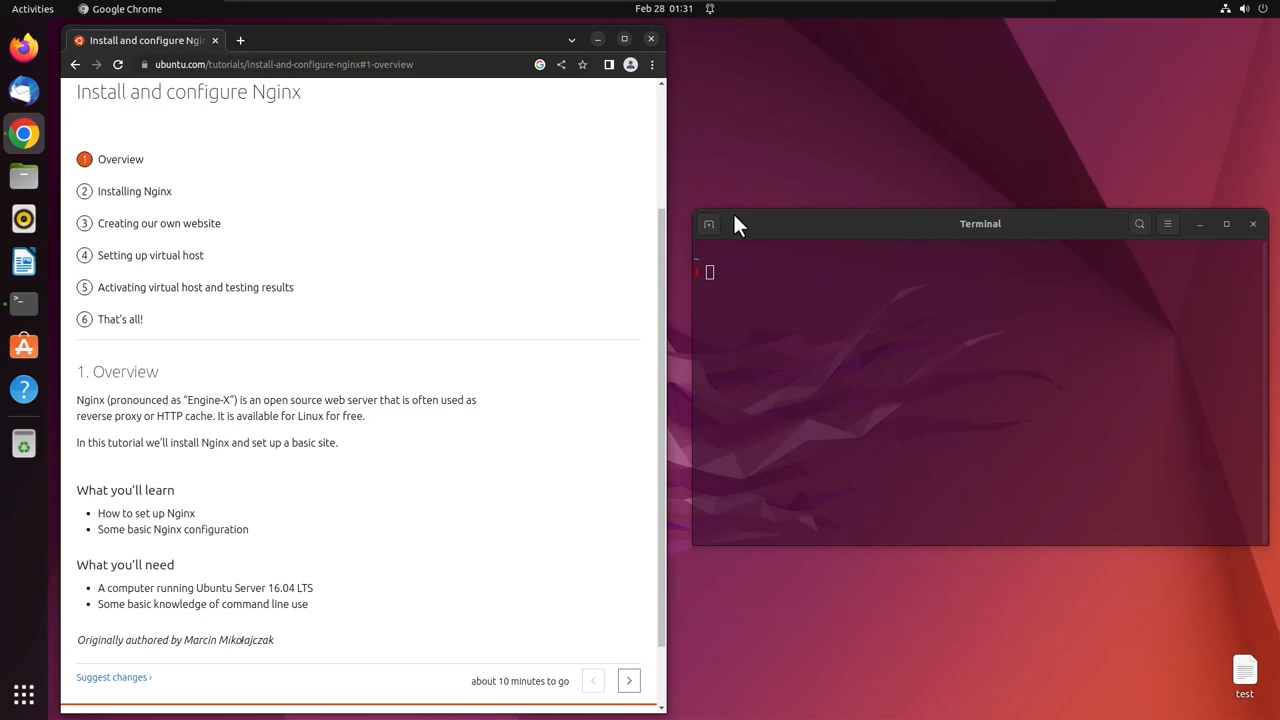 Activities
Google Chrome
Feb 28 01:31
Install and configure Ngi
ubuntu.com/tutorials/install-and-configure-nginx#1-overview
Install and configure Nginx
1 Overview
2 Installing Nginx
3 Creating our own website
4 Setting up virtual host
5 Activating virtual host and testing results
6 That's all!
1. Overview
Nginx (pronounced as “Engine-X”) is an open source web server that is often used as
reverse proxy or HTTP cache. It is available for Linux for free.
In this tutorial we'll install Nginx and set up a basic site.
What you'll learn
• How to set up Nginx
• Some basic Nginx configuration
What you'll need
• A computer running Ubuntu Server 16.04 LTS
• Some basic knowledge of command line use
Originally authored by Marcin Mikołajczak
Suggest changes ›
about 10 minutes to go
Terminal
~
test